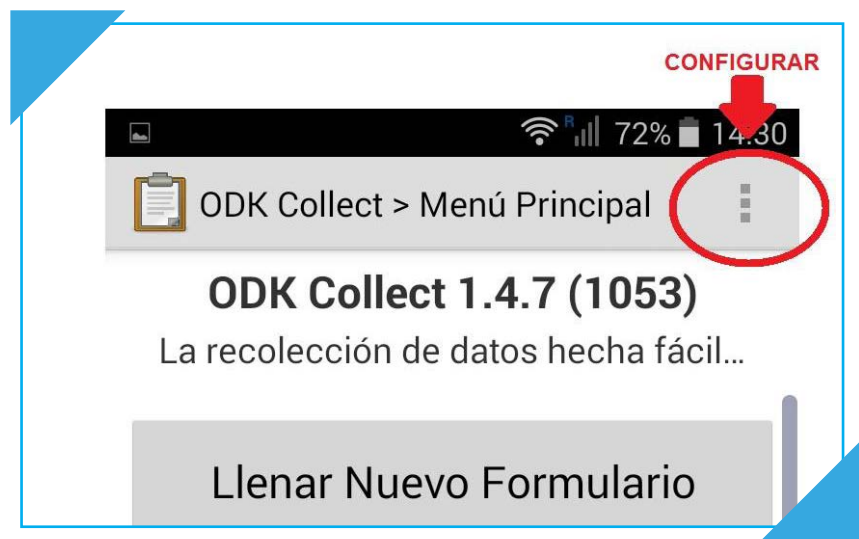 CONFIGURAR
R 72% 14:30
ODK Collect > Menú Principal
ODK Collect 1.4.7 (1053)
La recolección de datos hecha fácil...
Llenar Nuevo Formulario